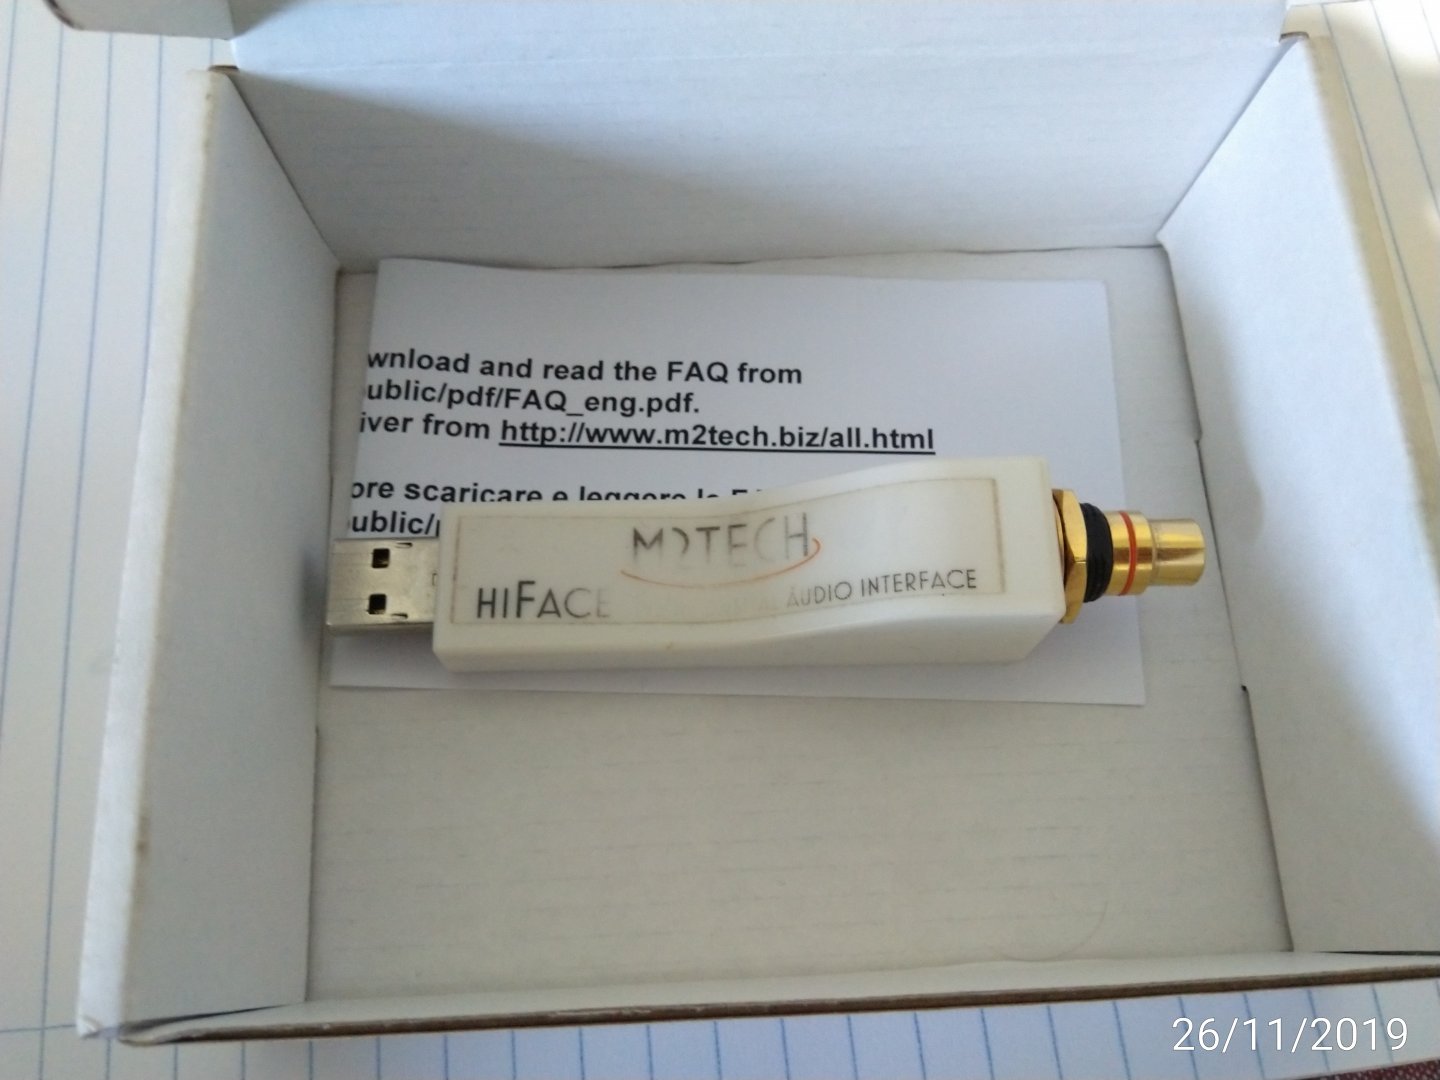 wnload and read the FAQ from
ublic/pdf/FAQ_eng.pdf.
iver from http://www.m2tech.biz/all.html
ore scaricare e leggere le
ublic/
M2TECH
HIFACE AUDIO INTERFACE
26/11/2019